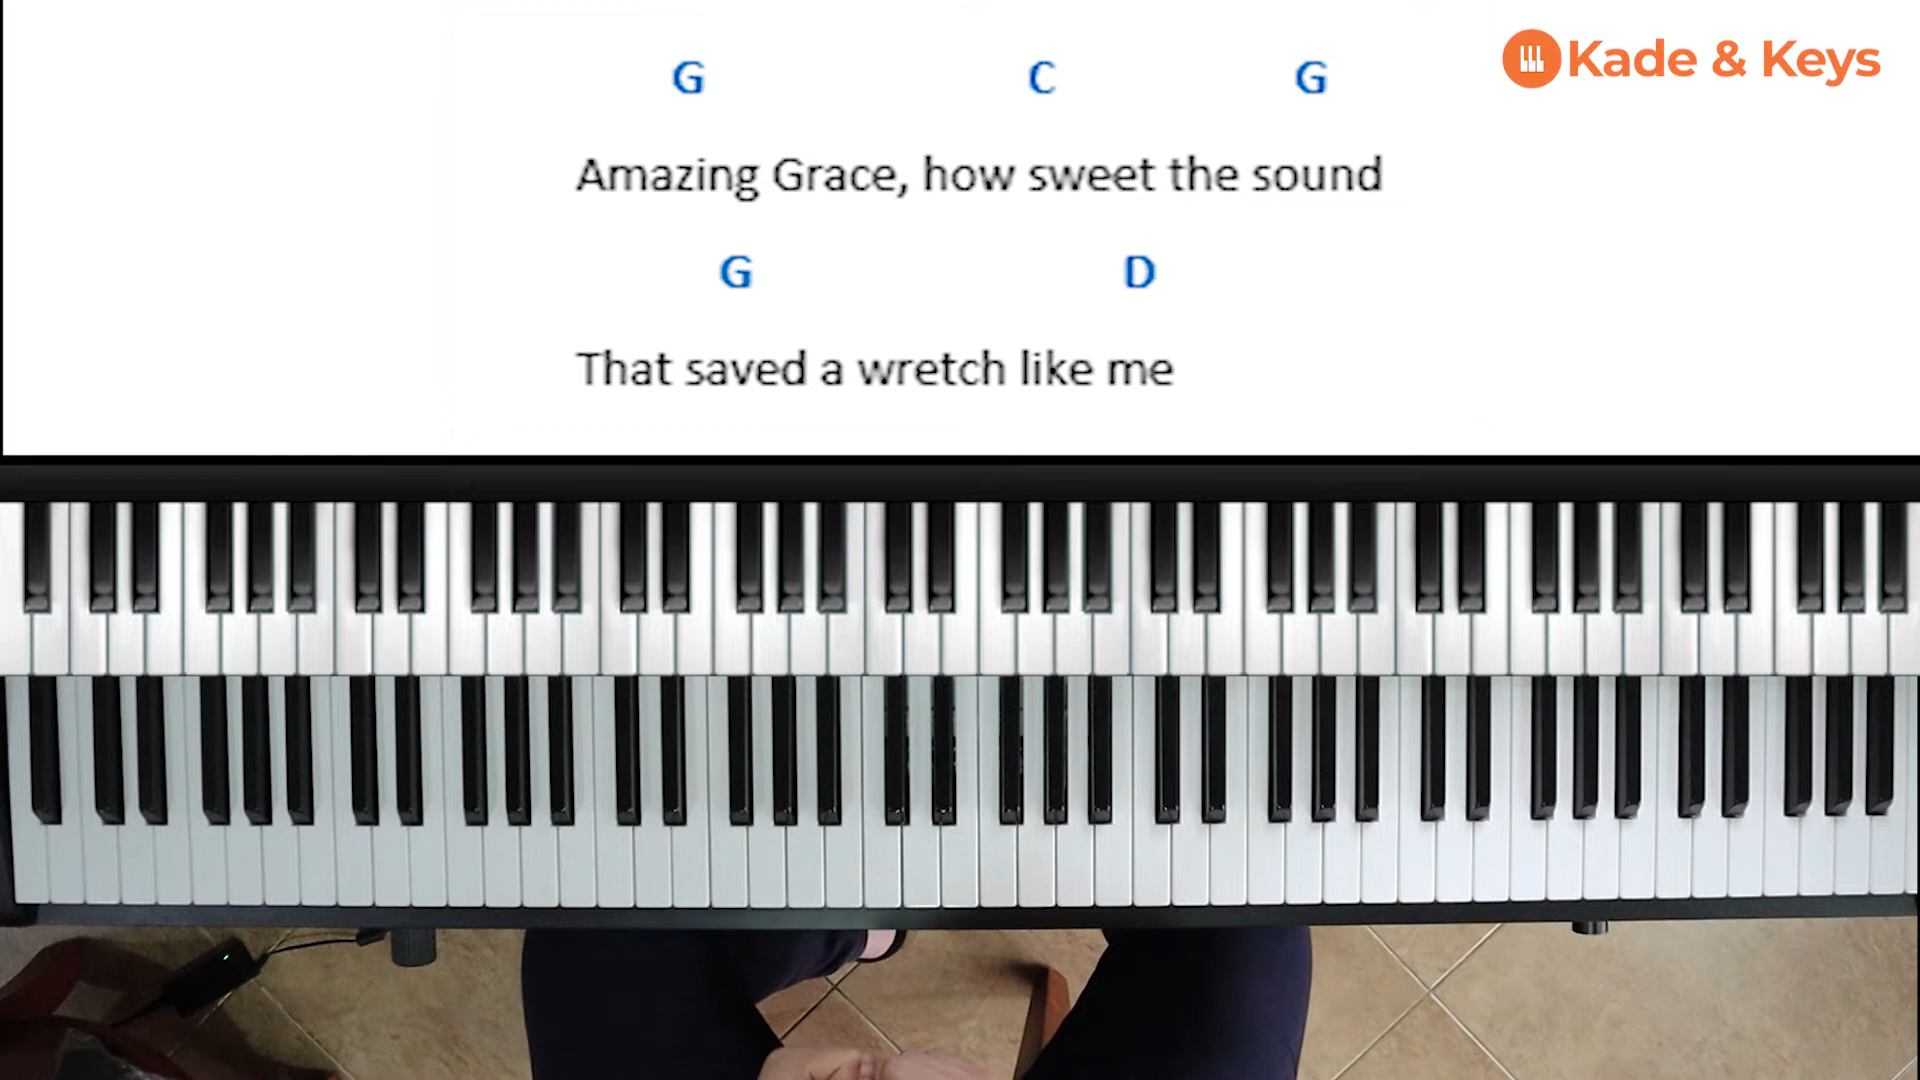 Kade & Keys
G C G
Amazing Grace, how sweet the sound
G D
That saved a wretch like me